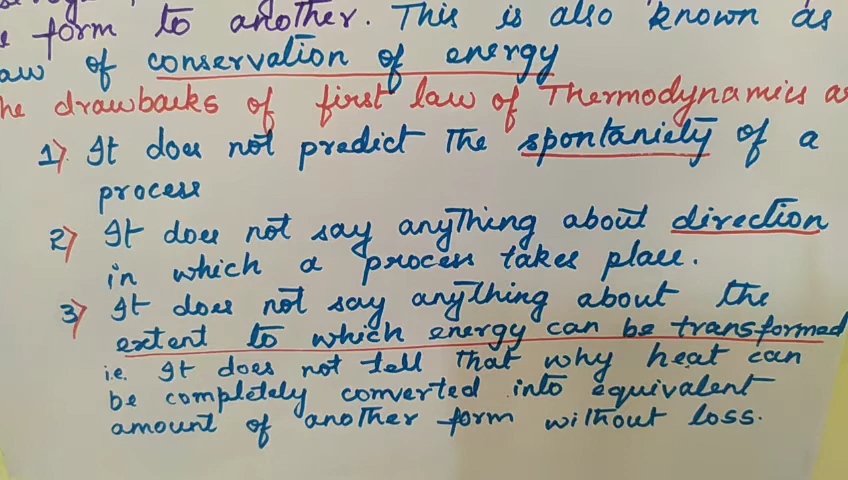 form to another. This is also known as
law of conservation of energy
The drawbacks of first law of Thermodynamics a
1) It does not predict the spontaniety of a
process
2) It does not say anything about direction
in which a process takes place.
3) It does not say anything about the
extent to which energy can be transformed
i.e. It does not tell that why heat can
be completely converted into equivalent
amount of another form without loss.